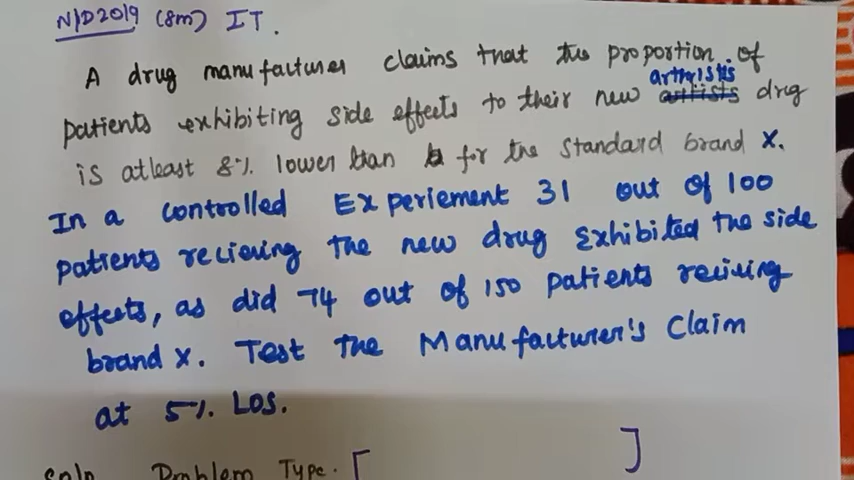 N/D 2019 (8m) IT.
A drug manufacturer claims that the proportion of
arthristis
patients exhibiting side effects to their new artists drug
is atleast 8% lower than for the standard brand X.
In a controlled Experiement 31 out of 100
patients recieving the new drug Exhibited the side
effects, as did 74 out of 150 patients reciving
brand X. Test the Manufacturer's Claim
at 5% LOS.
Soln Problem Type. [ ]